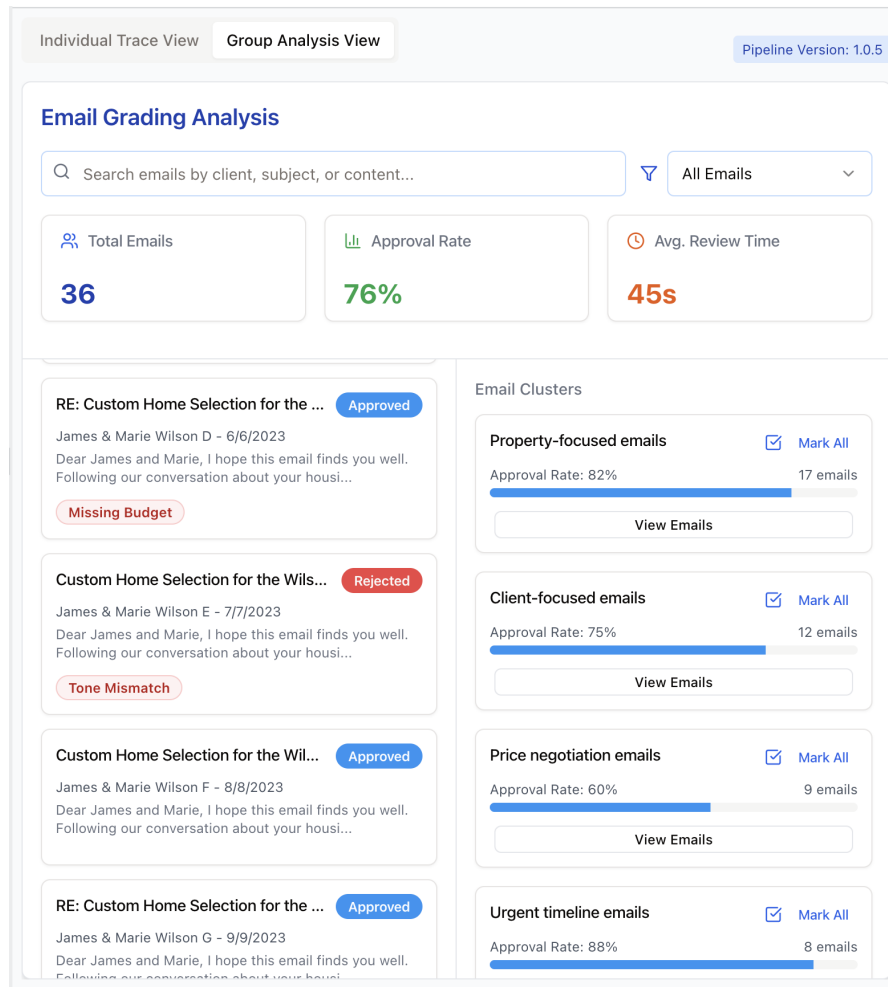 Individual Trace View
Group Analysis View
Pipeline Version: 1.0.5
Email Grading Analysis
Search emails by client, subject, or content...
All Emails
Total Emails
36
Approval Rate
76%
Avg. Review Time
45s
RE: Custom Home Selection for the ...
Approved
James & Marie Wilson D - 6/6/2023
Dear James and Marie, I hope this email finds you well.
Following our conversation about your housi...
Missing Budget
Custom Home Selection for the Wils...
Rejected
James & Marie Wilson E - 7/7/2023
Dear James and Marie, I hope this email finds you well.
Following our conversation about your housi...
Tone Mismatch
Custom Home Selection for the Wil...
Approved
James & Marie Wilson F - 8/8/2023
Dear James and Marie, I hope this email finds you well.
Following our conversation about your housi...
RE: Custom Home Selection for the ...
Approved
James & Marie Wilson G - 9/9/2023
Dear James and Marie, I hope this email finds you well.
Following our conversation about your housi...
Email Clusters
Property-focused emails
Mark All
Approval Rate: 82%
17 emails
View Emails
Client-focused emails
Mark All
Approval Rate: 75%
12 emails
View Emails
Price negotiation emails
Mark All
Approval Rate: 60%
9 emails
View Emails
Urgent timeline emails
Mark All
Approval Rate: 88%
8 emails